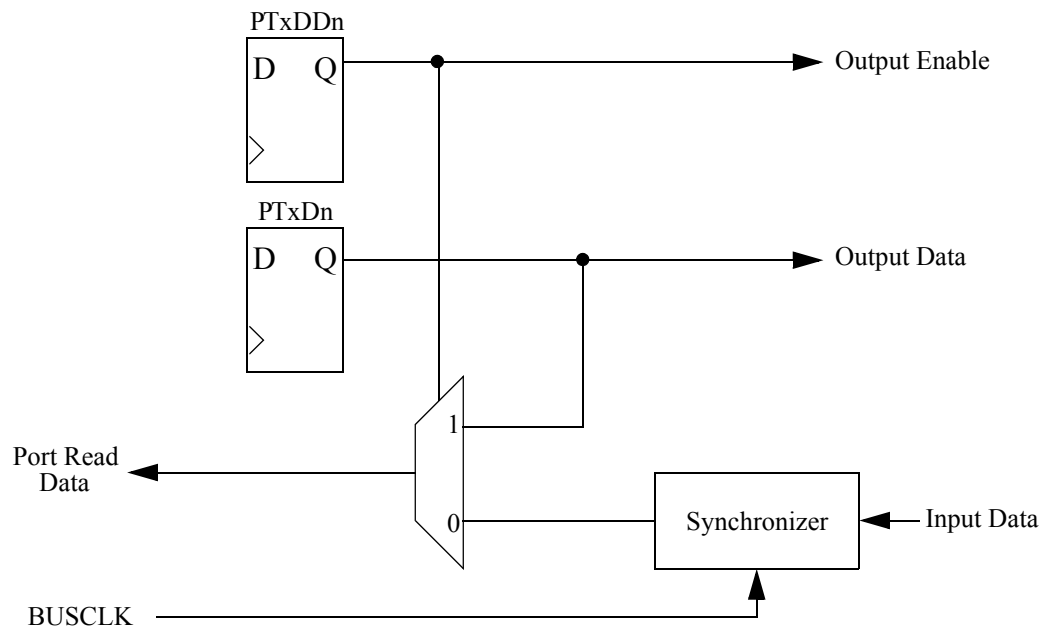 PTxDDn
D Q
Output Enable
PTxDn
D Q
Output Data
1
Port Read
Data
0
Synchronizer
Input Data
BUSCLK